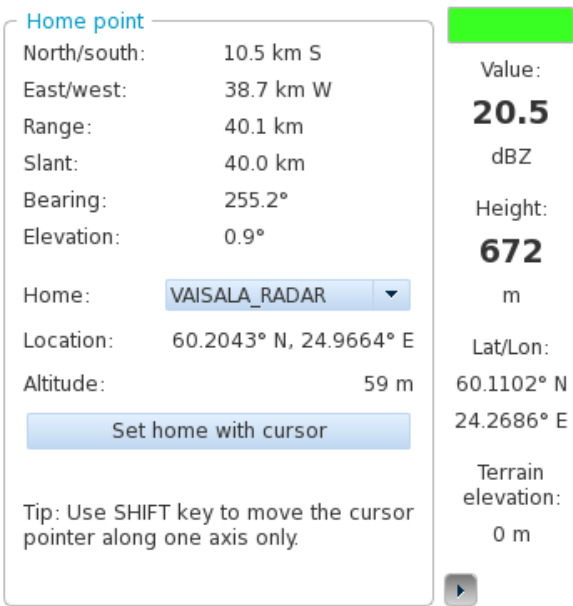 Home point
North/south: 10.5 km S
East/west: 38.7 km W
Range: 40.1 km
Slant: 40.0 km
Bearing: 255.2°
Elevation: 0.9°
Home: VAISALA_RADAR
Location: 60.2043° N, 24.9664° E
Altitude: 59 m
Set home with cursor
Tip: Use SHIFT key to move the cursor
pointer along one axis only.
Value:
20.5
dBZ
Height:
672
m
Lat/Lon:
60.1102° N
24.2686° E
Terrain
elevation:
0 m